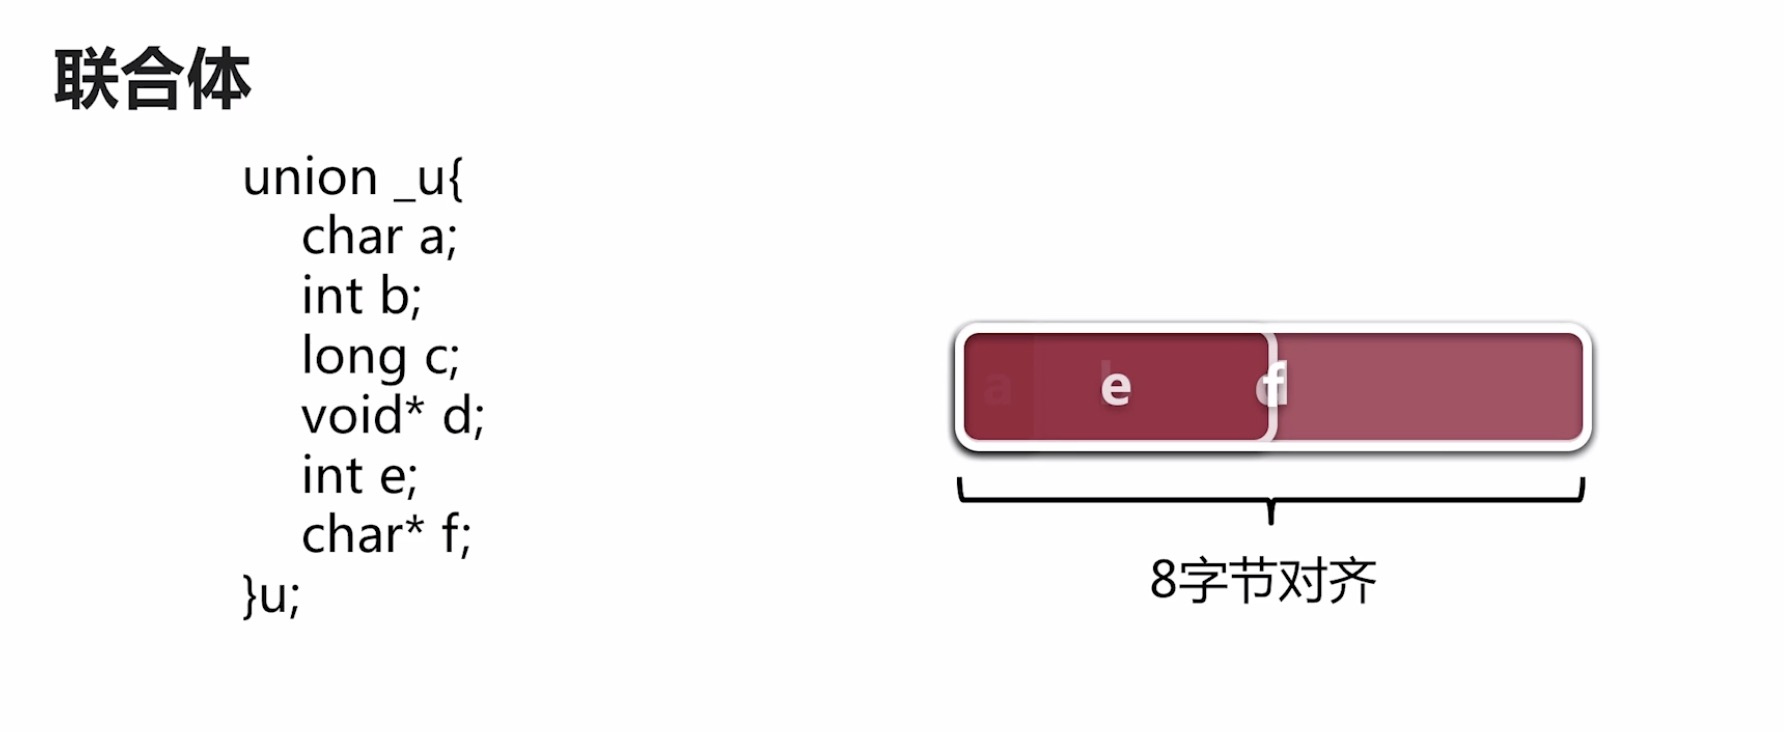 联合体
union _u{
char a;
int b;
long c;
void* d;
int e;
char* f;
}u;
a e f
8字节对齐